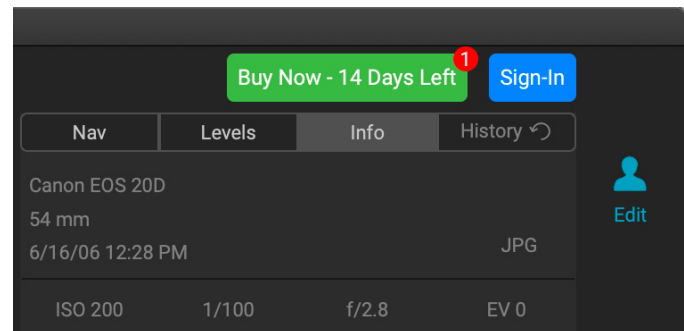 Buy Now - 14 Days Left 1 Sign-In
Nav Levels Info History
Canon EOS 20D
54 mm Edit
6/16/06 12:28 PM JPG
ISO 200 1/100 f/2.8 EV 0